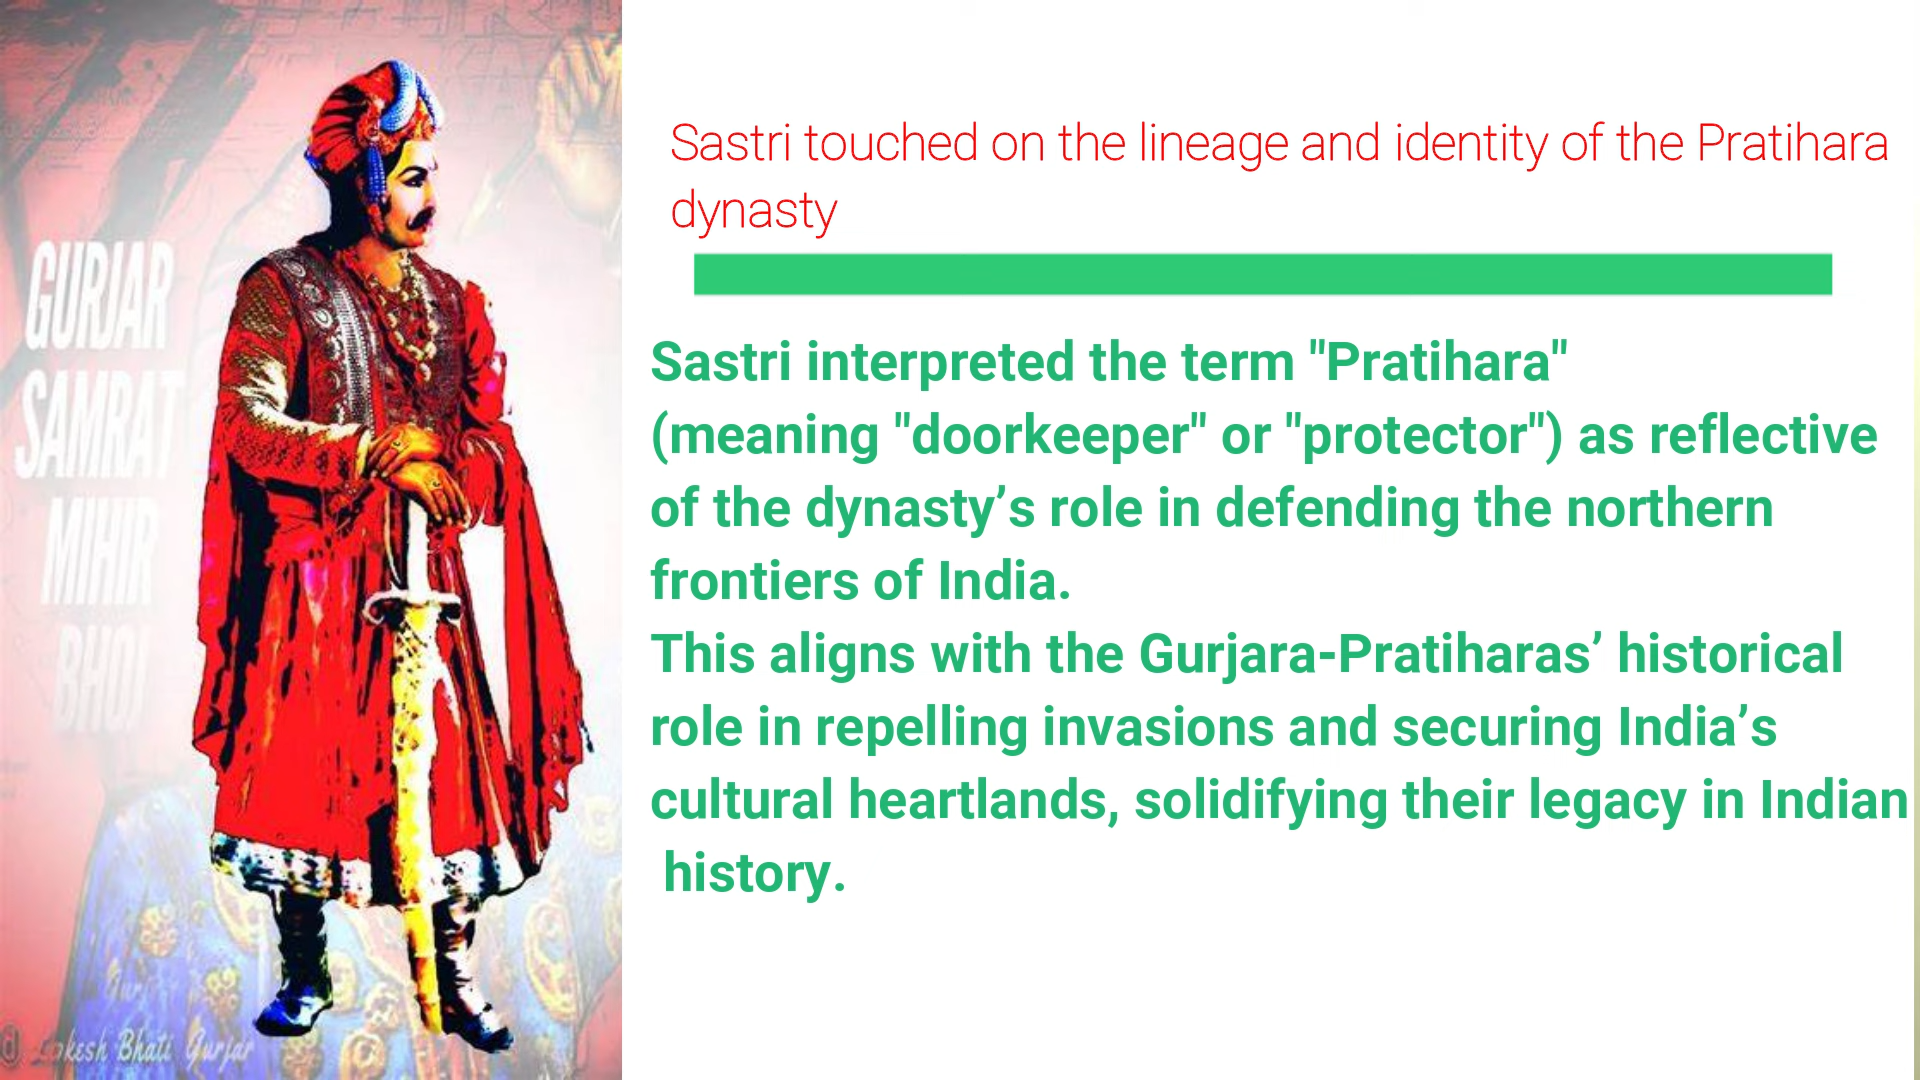 GURJAR
SAMRAT
MIHIR
BHOJ
Bhati Gurjar
Sastri touched on the lineage and identity of the Pratihara
dynasty
Sastri interpreted the term "Pratihara"
(meaning "doorkeeper" or "protector") as reflective
of the dynasty’s role in defending the northern
frontiers of India.
This aligns with the Gurjara-Pratiharas’ historical
role in repelling invasions and securing India’s
cultural heartlands, solidifying their legacy in Indian
history.